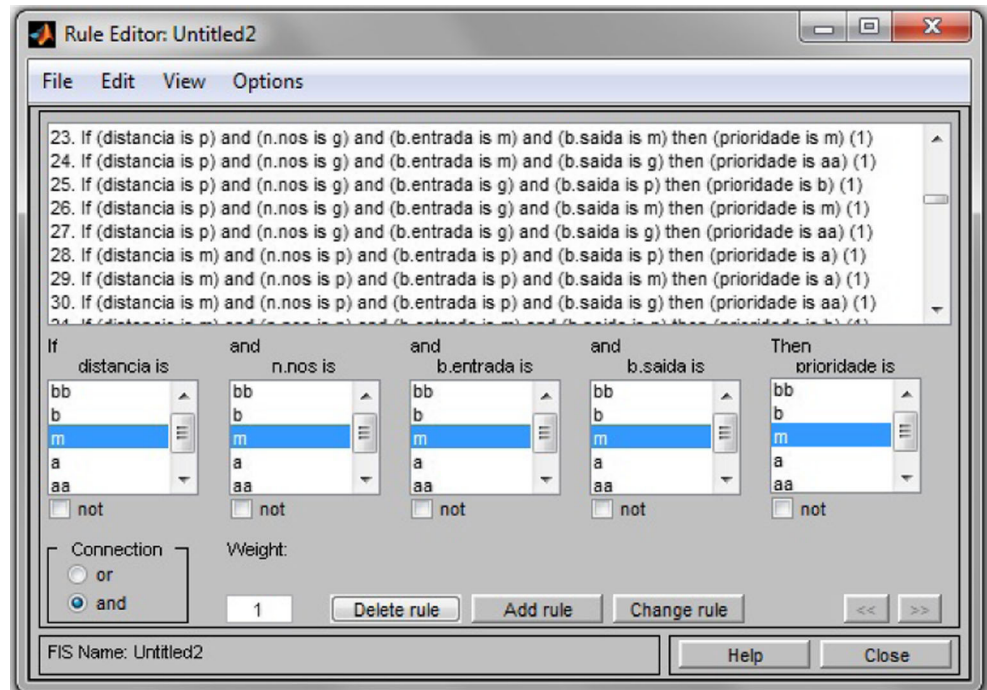 Rule Editor: Untitled2
File Edit View Options
23. If (distancia is p) and (n.nos is g) and (b.entrada is m) and (b.saida is m) then (prioridade is m) (1)
24. If (distancia is p) and (n.nos is g) and (b.entrada is m) and (b.saida is g) then (prioridade is aa) (1)
25. If (distancia is p) and (n.nos is g) and (b.entrada is g) and (b.saida is p) then (prioridade is b) (1)
26. If (distancia is p) and (n.nos is g) and (b.entrada is g) and (b.saida is m) then (prioridade is m) (1)
27. If (distancia is p) and (n.nos is g) and (b.entrada is g) and (b.saida is g) then (prioridade is aa) (1)
28. If (distancia is m) and (n.nos is p) and (b.entrada is p) and (b.saida is p) then (prioridade is a) (1)
29. If (distancia is m) and (n.nos is p) and (b.entrada is p) and (b.saida is m) then (prioridade is a) (1)
30. If (distancia is m) and (n.nos is p) and (b.entrada is p) and (b.saida is g) then (prioridade is aa) (1)
If and and and Then
distancia is n.nos is b.entrada is b.saida is prioridade is
bb bb bb bb bb
b b b b b
m m m m m
a a a a a
aa aa aa aa aa
not not not not not
Connection Weight:
or
and 1 Delete rule Add rule Change rule << >>
FIS Name: Untitled2 Help Close